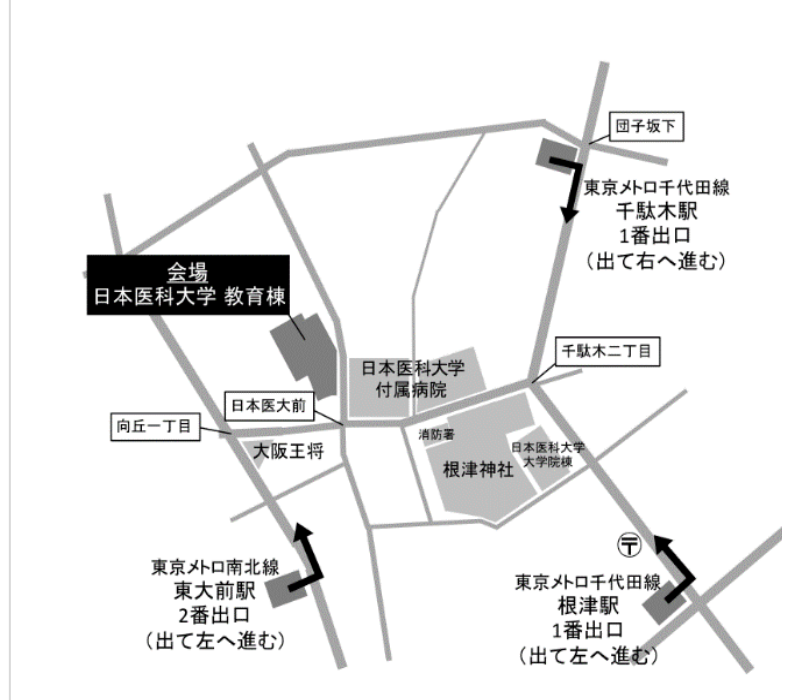 団子坂下
東京メトロ千代田線
千駄木駅
1番出口
（出て右へ進む）
会場
日本医科大学 教育棟
千駄木二丁目
日本医科大学
付属病院
日本医大前
向丘一丁目
大阪王将
消防署
根津神社
日本医科大学
大学院棟
〒
東京メトロ南北線
東大前駅
2番出口
（出て左へ進む）
東京メトロ千代田線
根津駅
1番出口
（出て左へ進む）